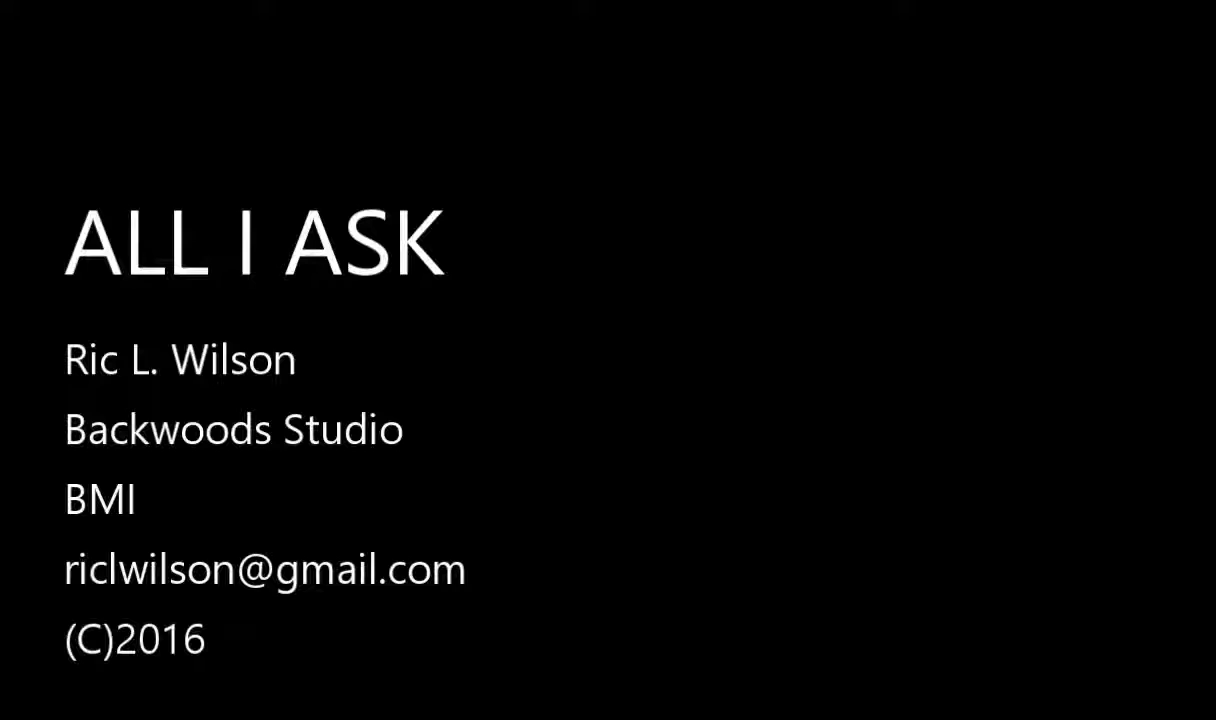 ALL I ASK
Ric L. Wilson
Backwoods Studio
BMI
riclwilson@gmail.com
(C)2016